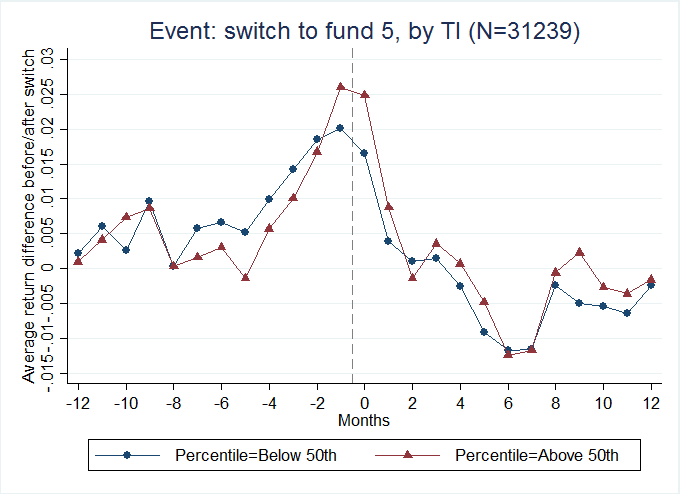 Event: switch to fund 5, by TI (N=31239)
Average return difference before/after switch
.03
.025
.02
.015
.01
.005
0
-.005
-.01
-.015
-12 -10 -8 -6 -4 -2 0 2 4 6 8 10 12
Months
Percentile=Below 50th Percentile=Above 50th